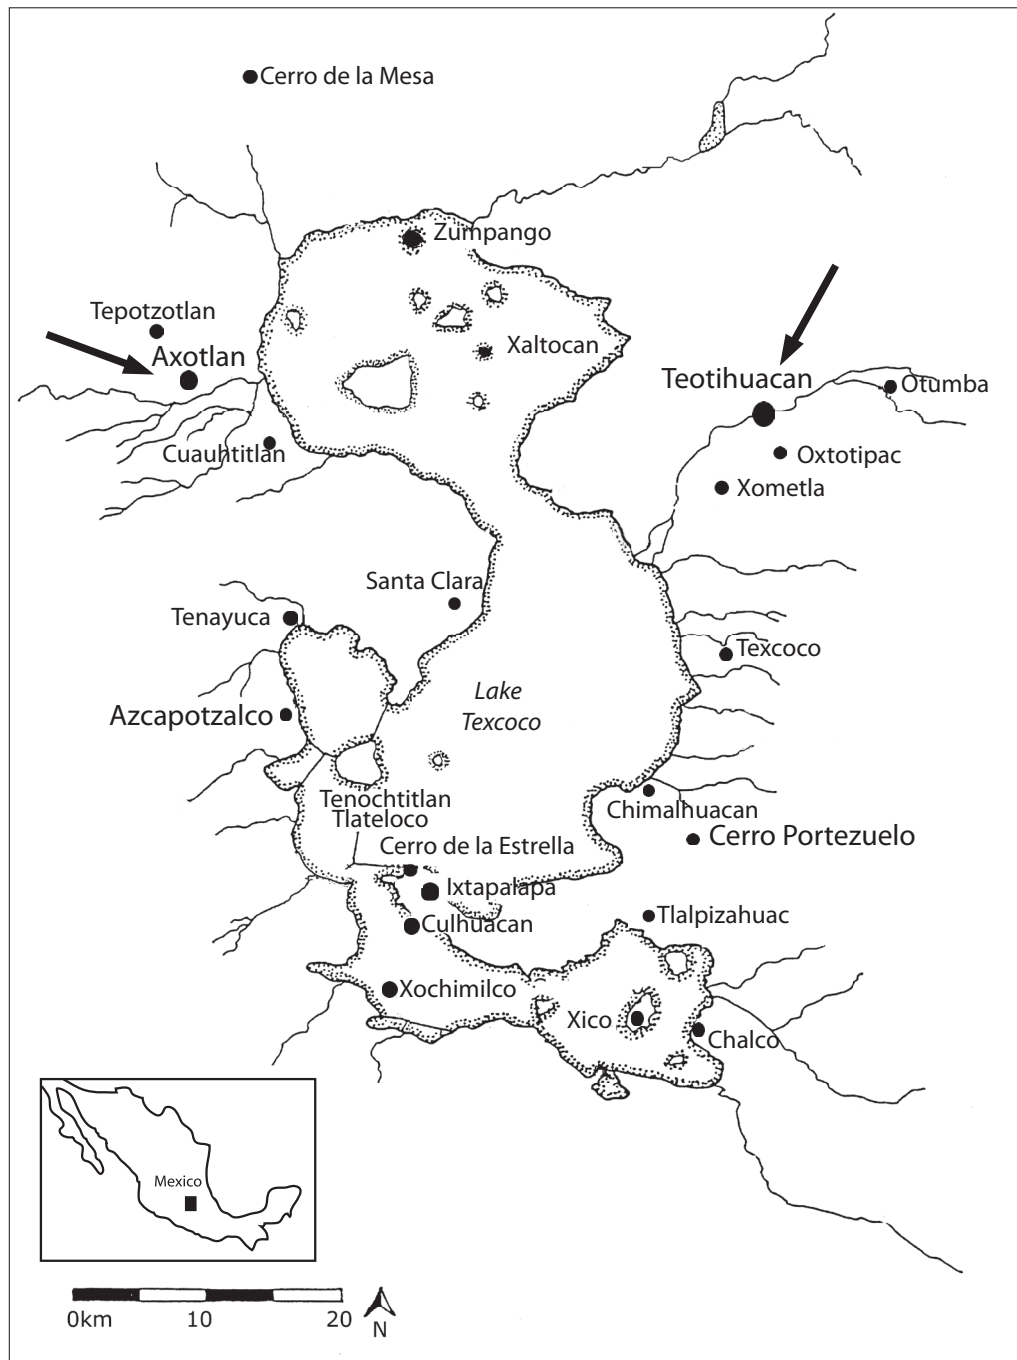 Cerro de la Mesa
Zumpango
Tepotzotlan
Xaltocan
Axotlan
Teotihuacan
Otumba
Cuauhtitlan
Oxtotipac
Xometla
Santa Clara
Tenayuca
Texcoco
Lake
Texcoco
Azcapotzalco
Tenochtitlan
Tlateloco
Chimalhuacan
Cerro Portezuelo
Cerro de la Estrella
Ixtapalapa
Culhuacan
Tlalpizahuac
Xochimilco
Xico
Chalco
Mexico
0km 10 20
N